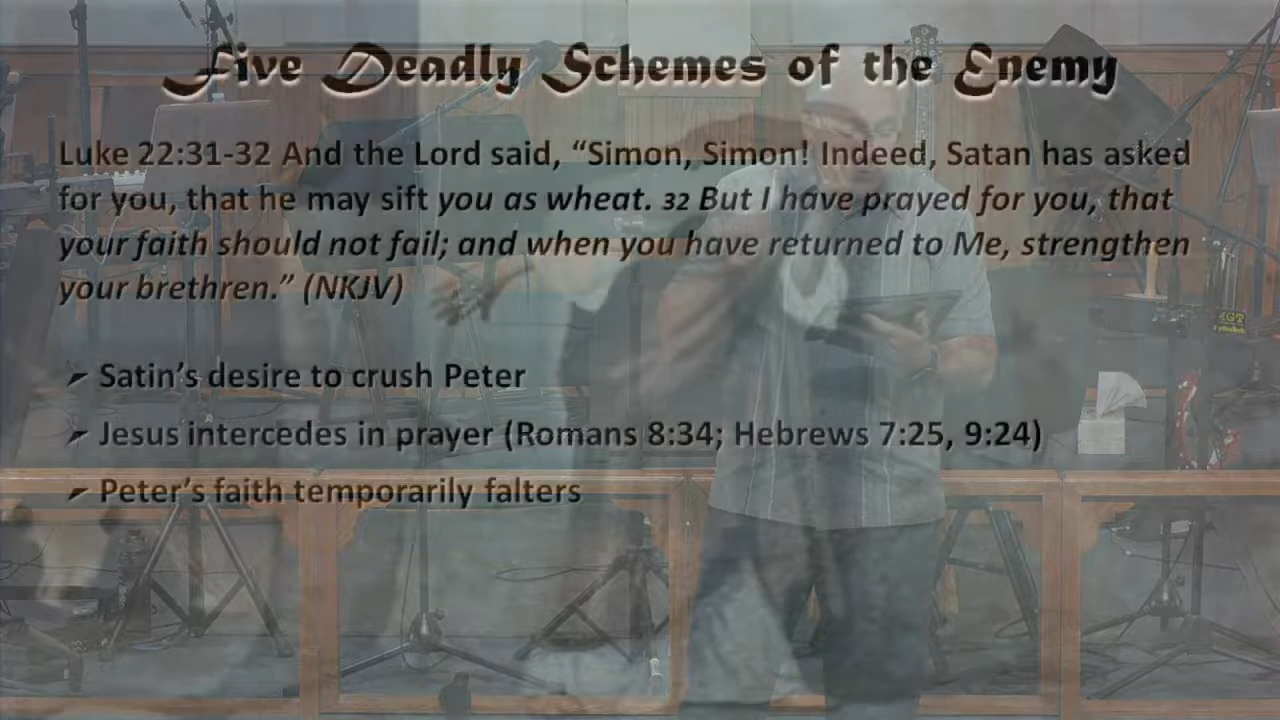 Five Deadly Schemes of the Enemy
Luke 22:31-32 And the Lord said, “Simon, Simon! Indeed, Satan has asked
for you, that he may sift you as wheat. 32 But I have prayed for you, that
your faith should not fail; and when you have returned to Me, strengthen
your brethren.” (NKJV)
➢ Satin’s desire to crush Peter
➢ Jesus intercedes in prayer (Romans 8:34; Hebrews 7:25, 9:24)
➢ Peter’s faith temporarily falters